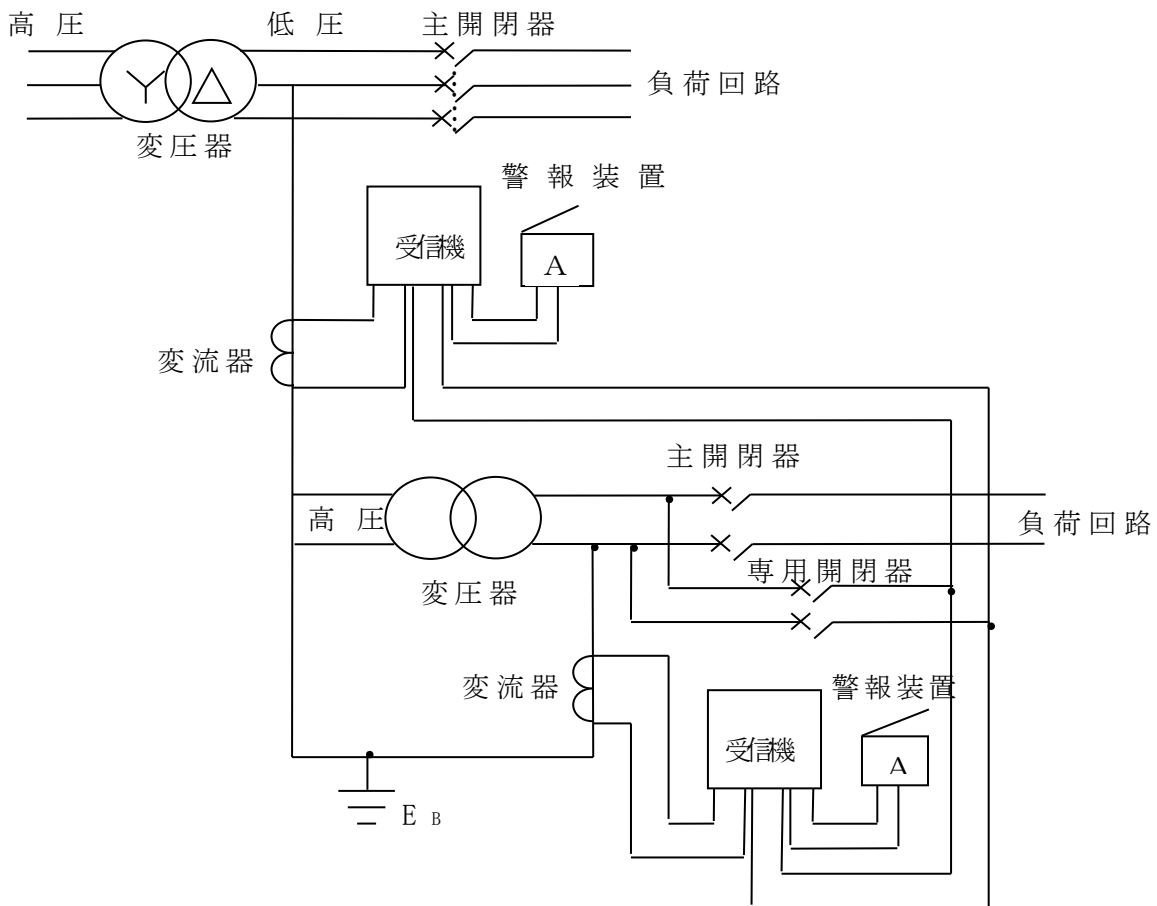 高圧
低圧
主開閉器
負荷回路
変圧器
警報装置
受信機
A
変流器
主開閉器
高圧
負荷回路
専用開閉器
変圧器
変流器
警報装置
受信機
A
EB